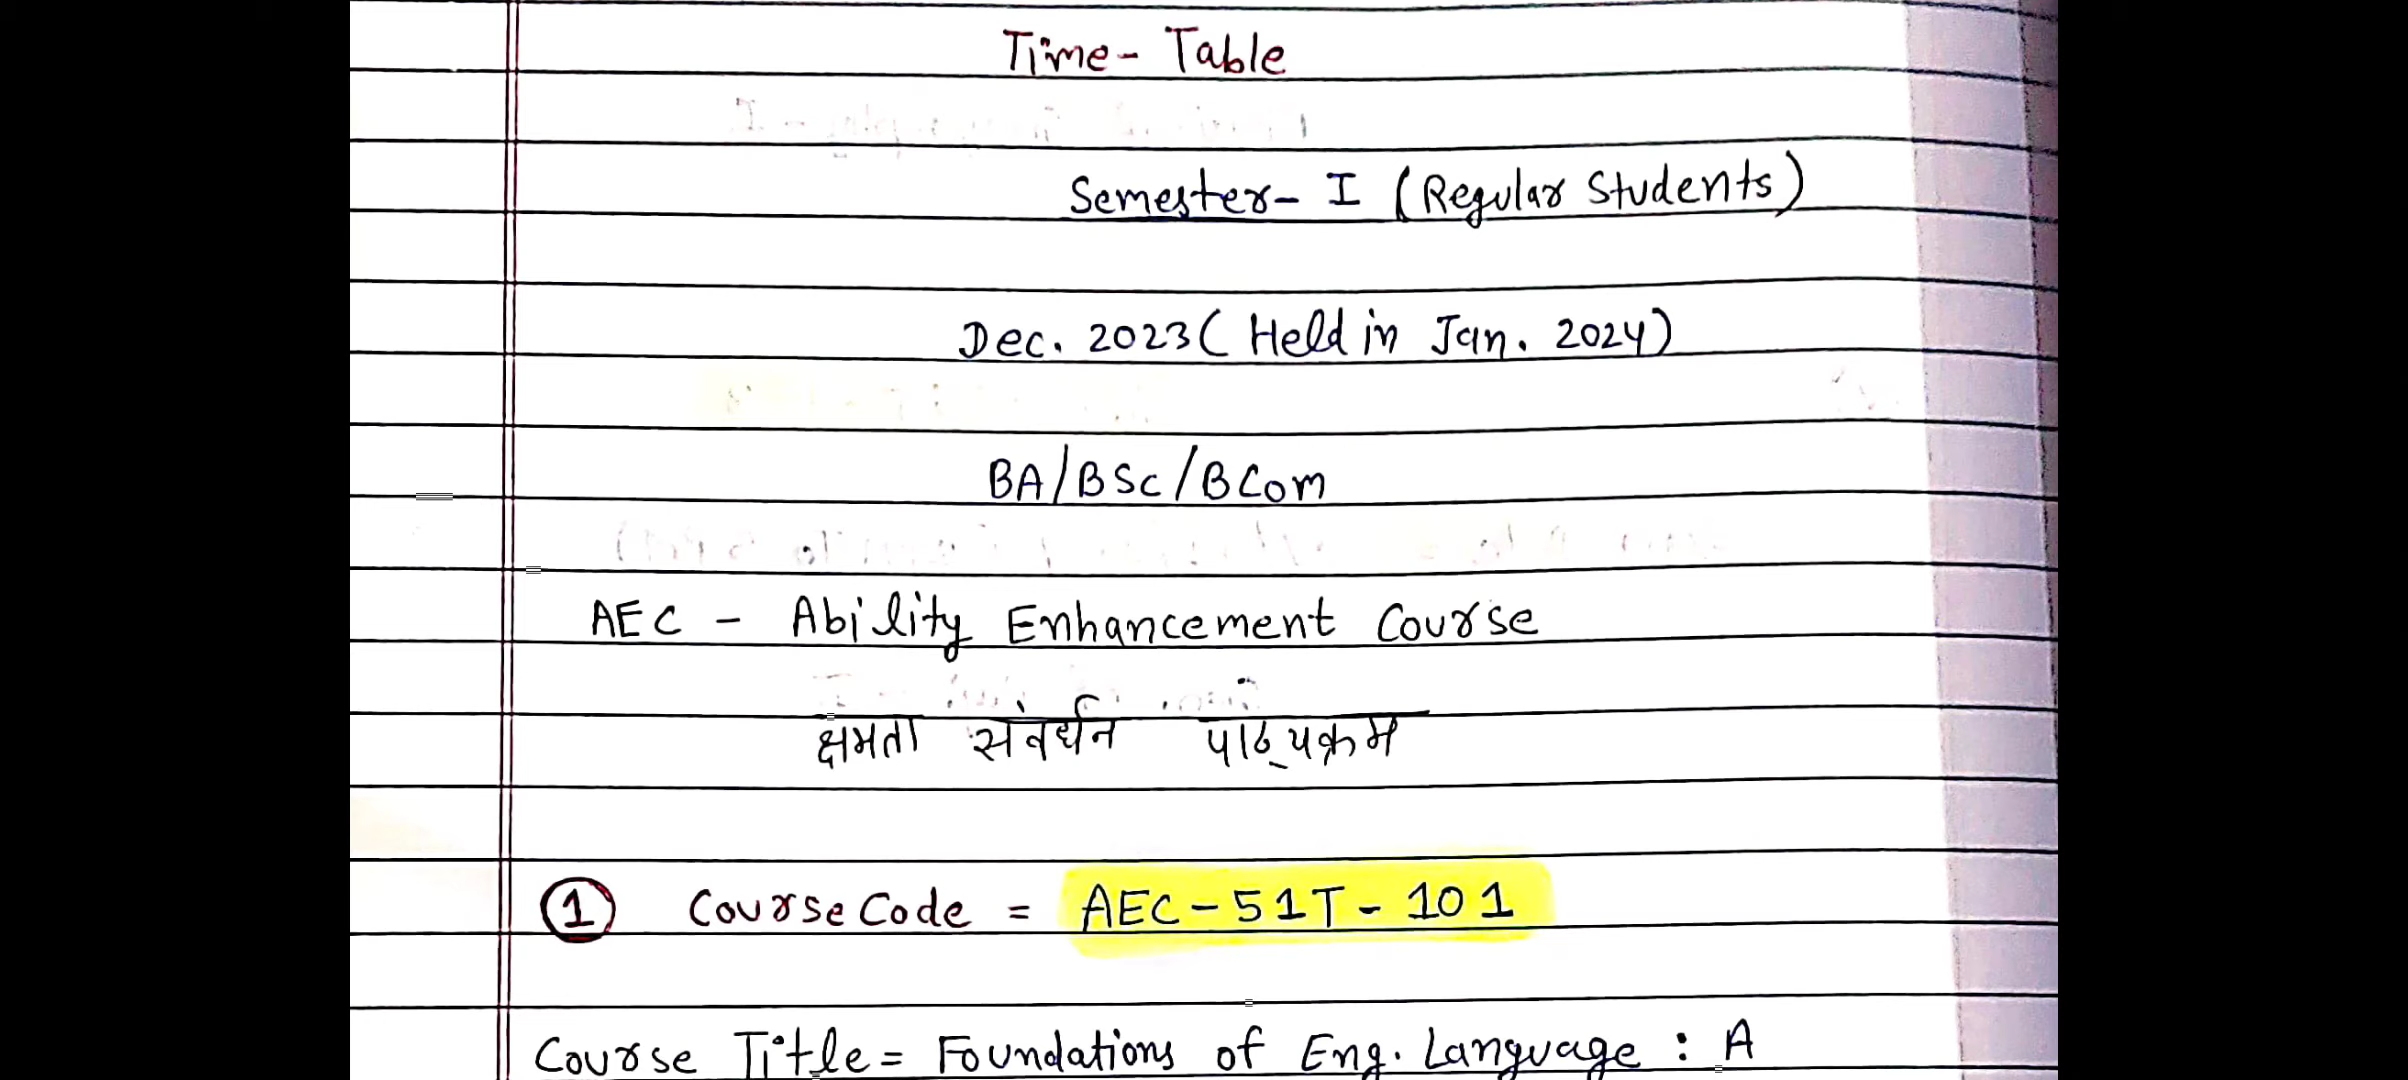 Time- Table
Semester- I (Regular Students)
Dec. 2023 (Held in Jan. 2024)
BA/BSc/BCom
AEC - Ability Enhancement Course
क्षमता संवर्धन पाठ्यक्रम
1 Course Code = AEC-51T-101
Course Title = Foundations of Eng. Language : A